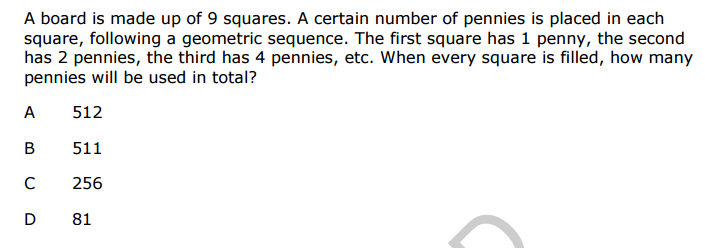 A board is made up of 9 squares. A certain number of pennies is placed in each
square, following a geometric sequence. The first square has 1 penny, the second
has 2 pennies, the third has 4 pennies, etc. When every square is filled, how many
pennies will be used in total?
A 512
B 511
C 256
D 81